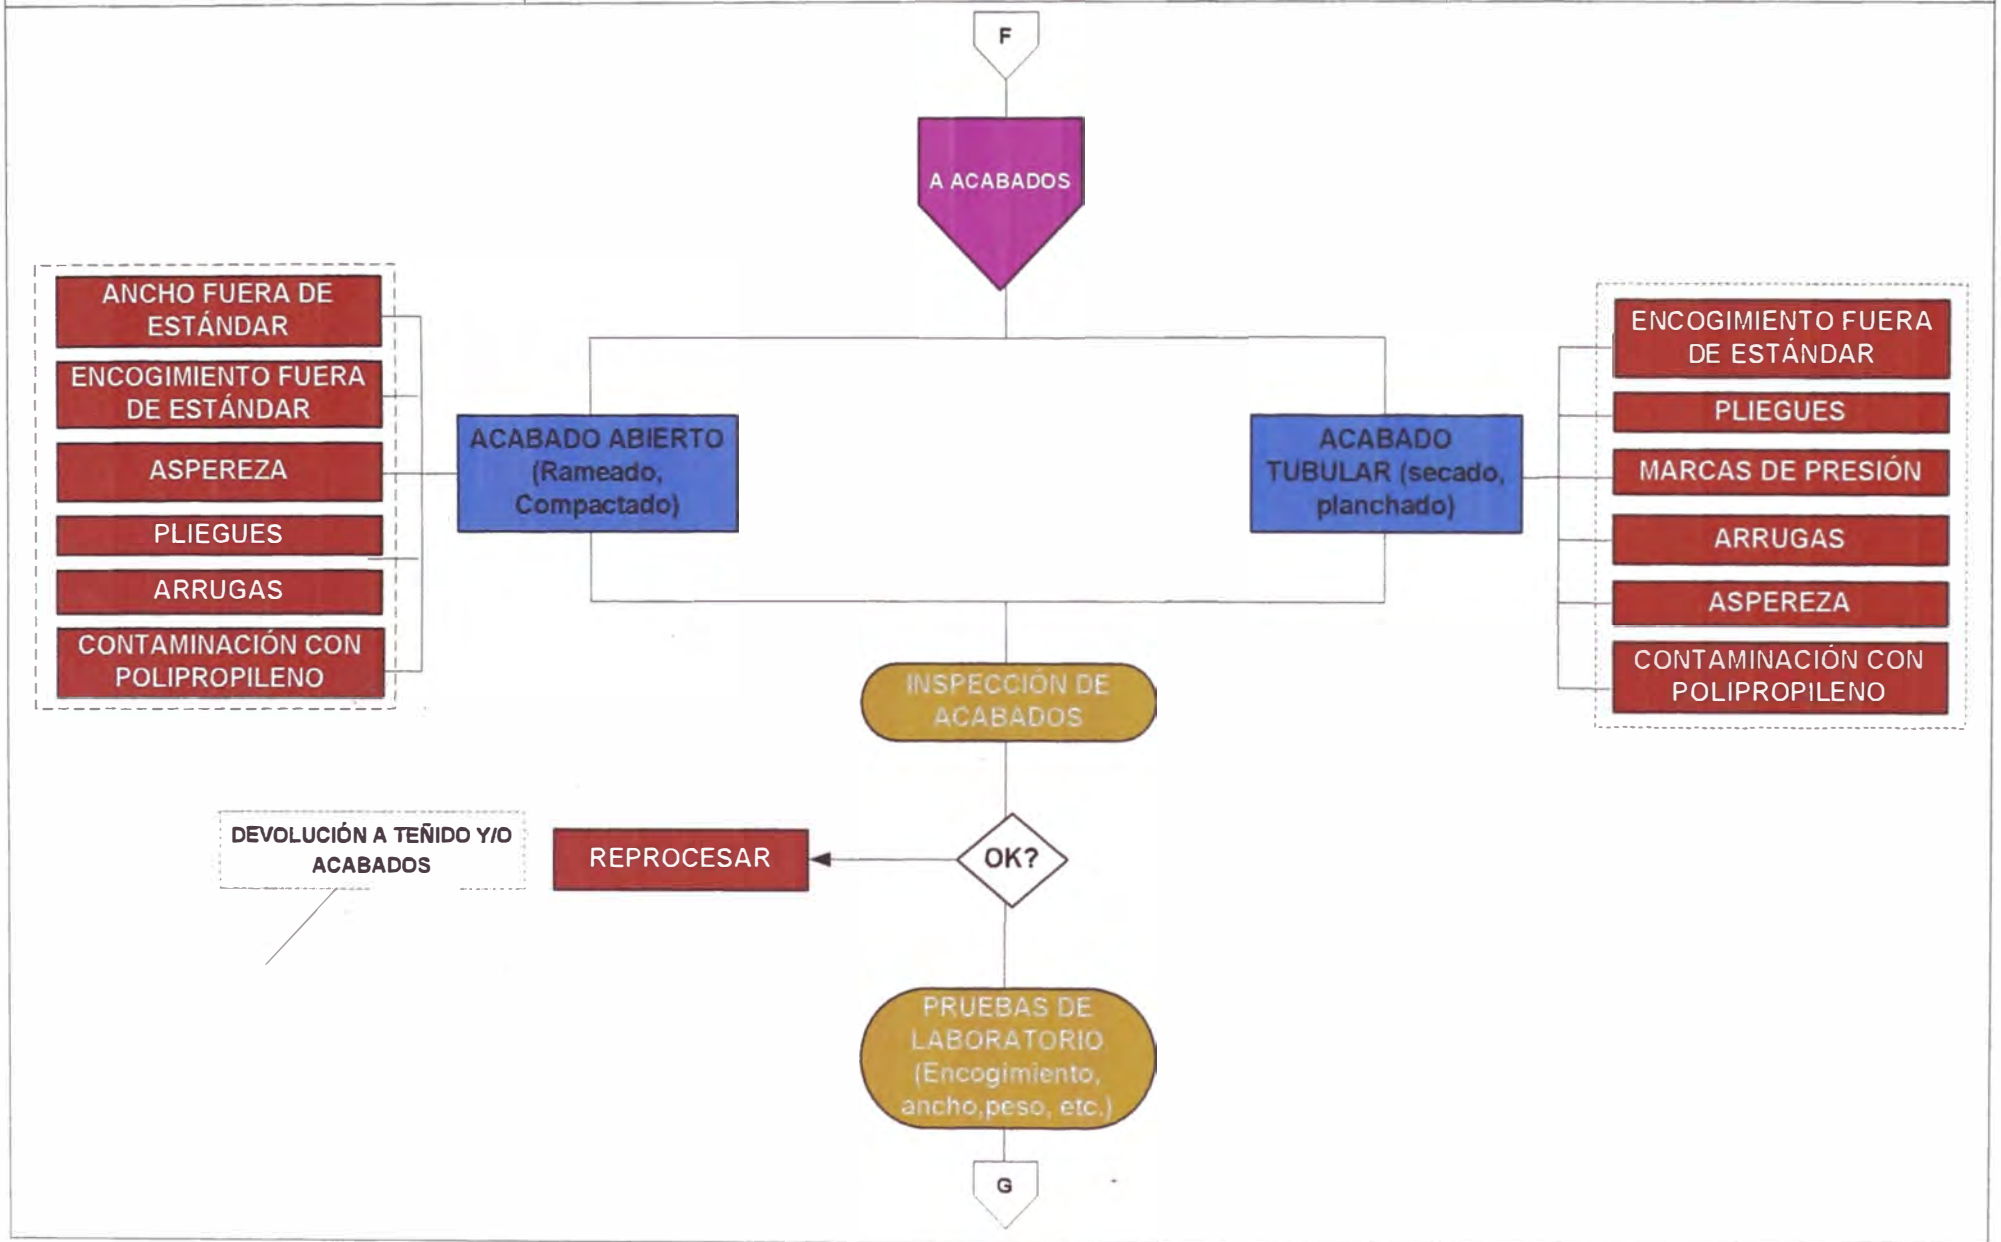 F
A ACABADOS
ANCHO FUERA DE
ESTÁNDAR
ENCOGIMIENTO FUERA
DE ESTÁNDAR
ASPEREZA
PLIEGUES
ARRUGAS
CONTAMINACIÓN CON
POLIPROPILENO
ACABADO ABIERTO
(Rameado,
Compactado)
ACABADO
TUBULAR (secado,
planchado)
ENCOGIMIENTO FUERA
DE ESTÁNDAR
PLIEGUES
MARCAS DE PRESIÓN
ARRUGAS
ASPEREZA
CONTAMINACIÓN CON
POLIPROPILENO
INSPECCIÓN DE
ACABADOS
DEVOLUCIÓN A TEÑIDO Y/O
ACABADOS
REPROCESAR
OK?
PRUEBAS DE
LABORATORIO
(Encogimiento,
ancho,peso, etc.)
G